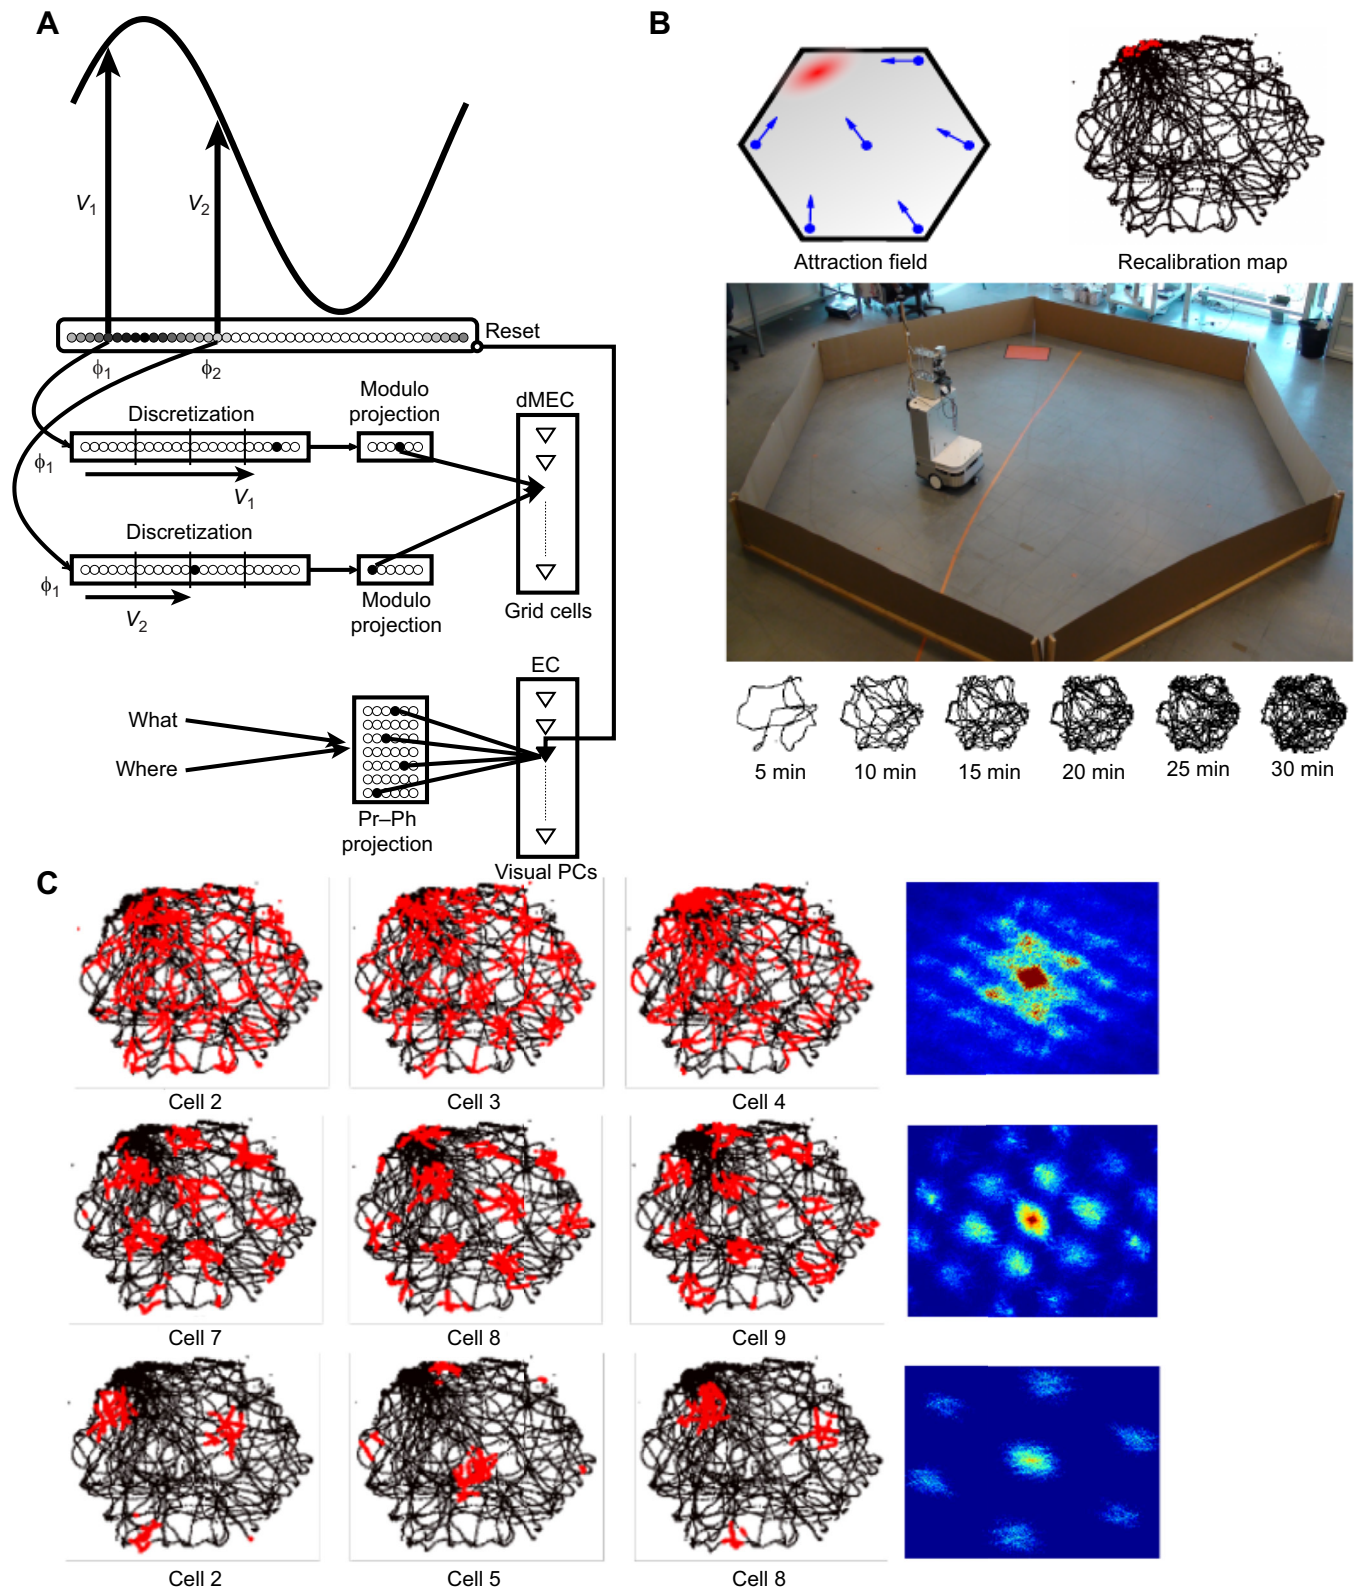 A
V1
V2
Reset
ϕ1
ϕ2
Discretization
Modulo
projection
dMEC
ϕ1
V1
Discretization
ϕ1
V2
Modulo
projection
Grid cells
EC
What
Where
Pr–Ph
projection
Visual PCs
B
Attraction field
Recalibration map
5 min
10 min
15 min
20 min
25 min
30 min
C
Cell 2
Cell 3
Cell 4
Cell 7
Cell 8
Cell 9
Cell 2
Cell 5
Cell 8